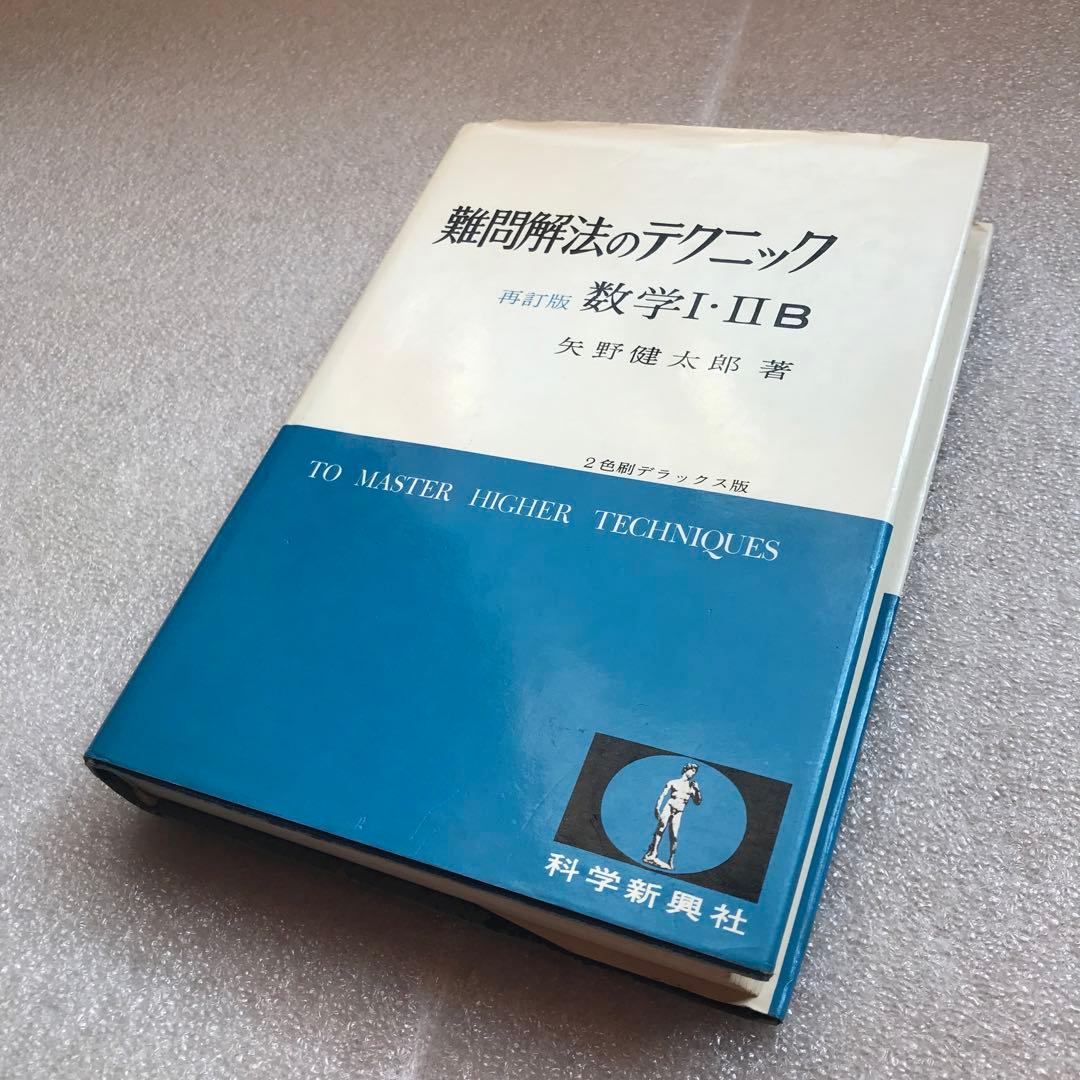 難問解法のテクニック
再訂版 数学I・IIB
矢野健太郎 著
2色刷デラックス版
TO MASTER HIGHER TECHNIQUES
科学新興社